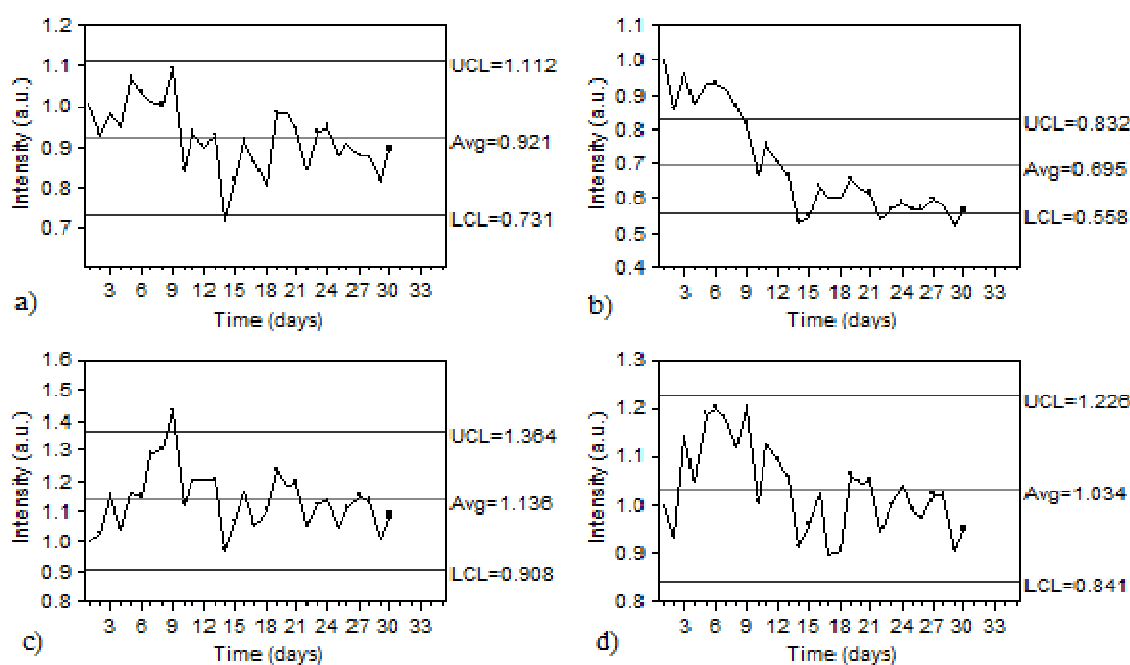 1.2
1.1
1.0
0.9
0.8
0.7
Intensity (a.u.)
UCL=1.112
Avg=0.921
LCL=0.731
3 6 9 12 15 18 21 24 27 30 33
Time (days)
a)
1.1
1.0
0.9
0.8
0.7
0.6
0.5
0.4
Intensity (a.u.)
UCL=0.832
Avg=0.695
LCL=0.558
3 6 9 12 15 18 21 24 27 30 33
Time (days)
b)
1.6
1.5
1.4
1.3
1.2
1.1
1.0
0.9
0.8
Intensity (a.u.)
UCL=1.364
Avg=1.136
LCL=0.908
3 6 9 12 15 18 21 24 27 30 33
Time (days)
c)
1.3
1.2
1.1
1.0
0.9
0.8
Intensity (a.u.)
UCL=1.226
Avg=1.034
LCL=0.841
3 6 9 12 15 18 21 24 27 30 33
Time (days)
d)